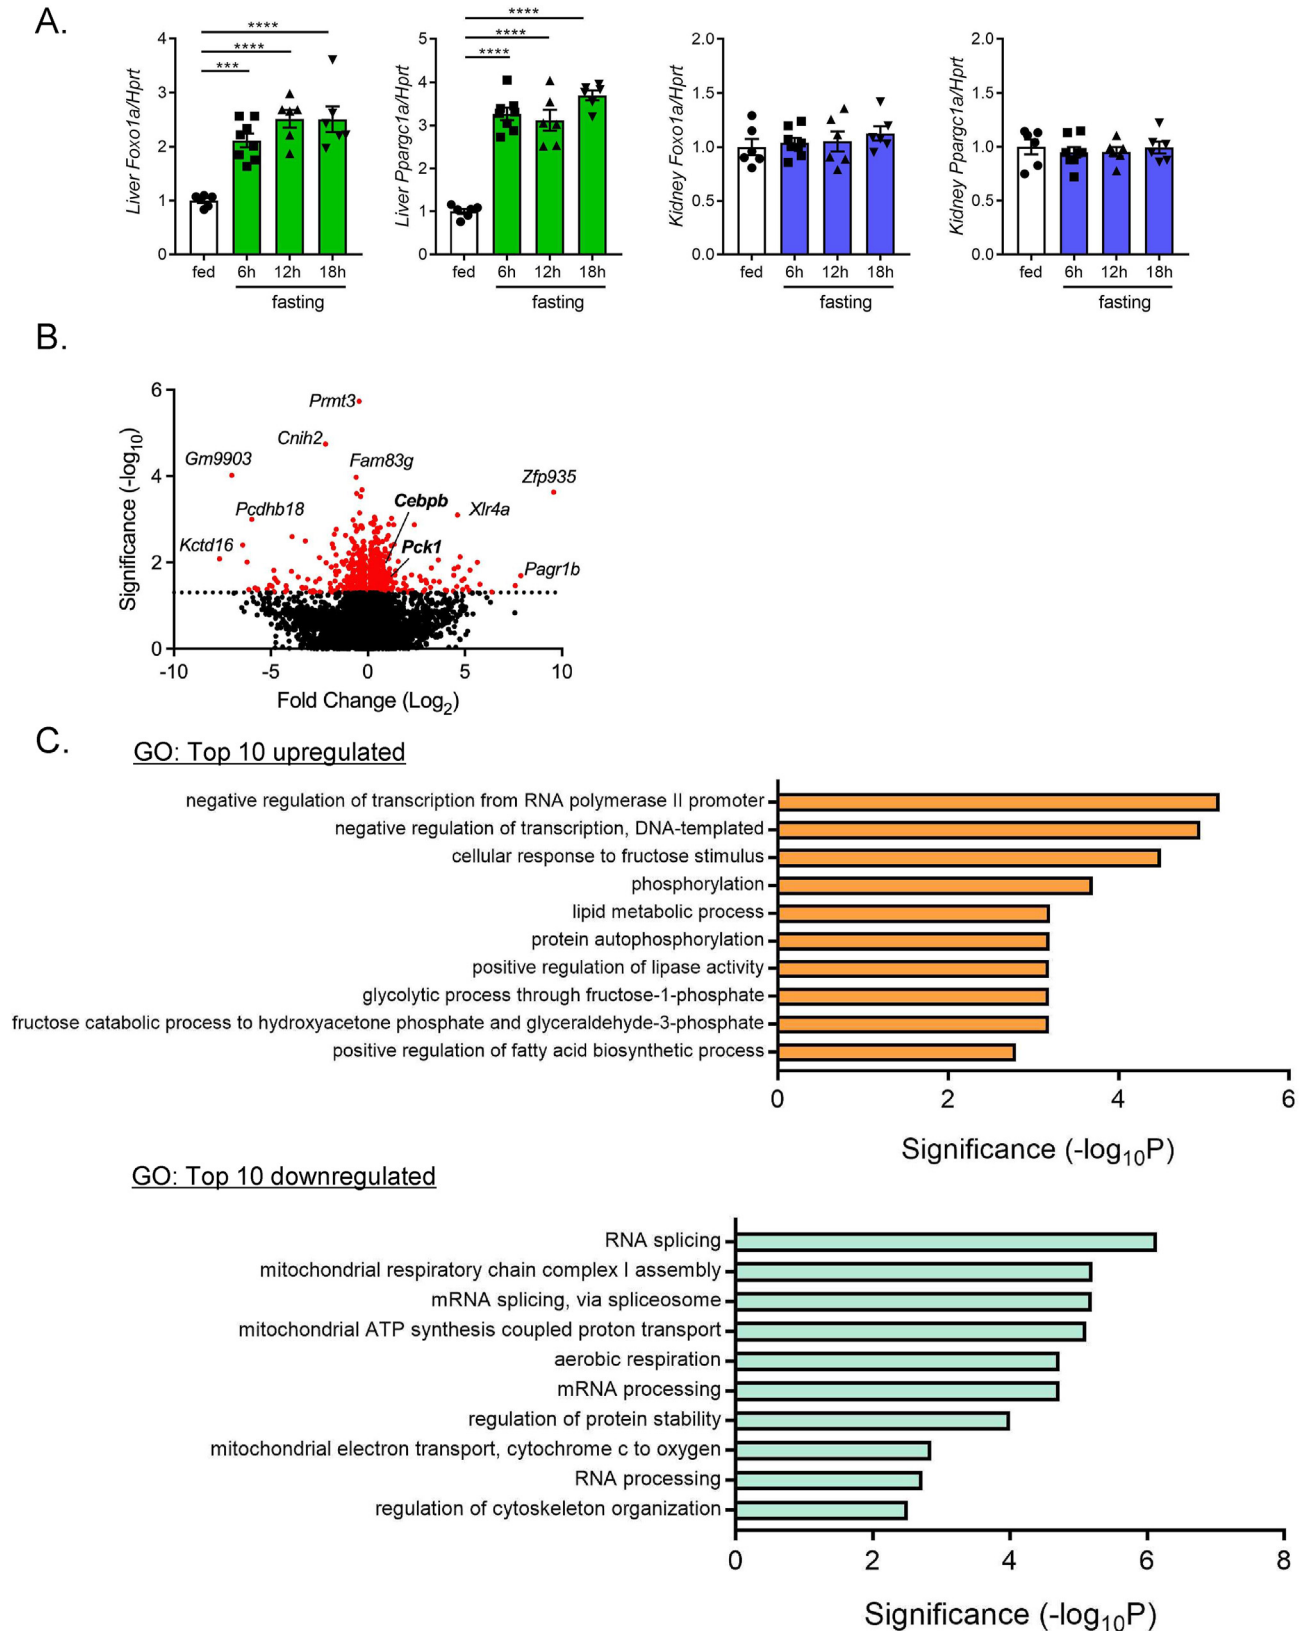 A.
**** **** ***
Liver Foxo1a/Hprt
4
3
2
1
0
fed 6h 12h 18h
fasting
**** **** ****
Liver Ppargc1a/Hprt
5
4
3
2
1
0
fed 6h 12h 18h
fasting
Kidney Foxo1a/Hprt
2.0
1.5
1.0
0.5
0.0
fed 6h 12h 18h
fasting
Kidney Ppargc1a/Hprt
2.0
1.5
1.0
0.5
0.0
fed 6h 12h 18h
fasting
B.
Significance (-log10)
6
4
2
0
Prmt3
Cnih2
Gm9903
Fam83g
Zfp935
Cebpb
Pcdhb18
Xlr4a
Kctd16
Pck1
Pagr1b
-10 -5 0 5 10
Fold Change (Log2)
C.
GO: Top 10 upregulated
negative regulation of transcription from RNA polymerase II promoter
negative regulation of transcription, DNA-templated
cellular response to fructose stimulus
phosphorylation
lipid metabolic process
protein autophosphorylation
positive regulation of lipase activity
glycolytic process through fructose-1-phosphate
fructose catabolic process to hydroxyacetone phosphate and glyceraldehyde-3-phosphate
positive regulation of fatty acid biosynthetic process
0 2 4 6
Significance (-log10P)
GO: Top 10 downregulated
RNA splicing
mitochondrial respiratory chain complex I assembly
mRNA splicing, via spliceosome
mitochondrial ATP synthesis coupled proton transport
aerobic respiration
mRNA processing
regulation of protein stability
mitochondrial electron transport, cytochrome c to oxygen
RNA processing
regulation of cytoskeleton organization
0 2 4 6 8
Significance (-log10P)